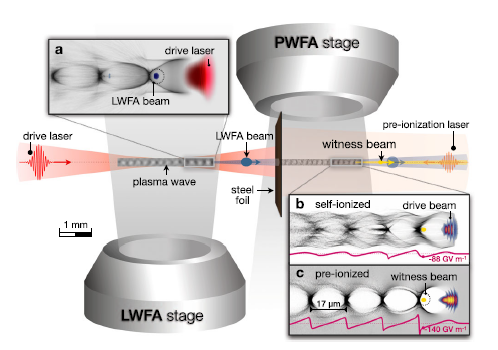 a
drive laser
LWFA beam
PWFA stage
drive laser
LWFA beam
witness beam
pre-ionization laser
plasma wave
steel
foil
1 mm
LWFA stage
b
self-ionized
drive beam
-88 GV m⁻¹
c
pre-ionized
witness beam
17 µm
-140 GV m⁻¹